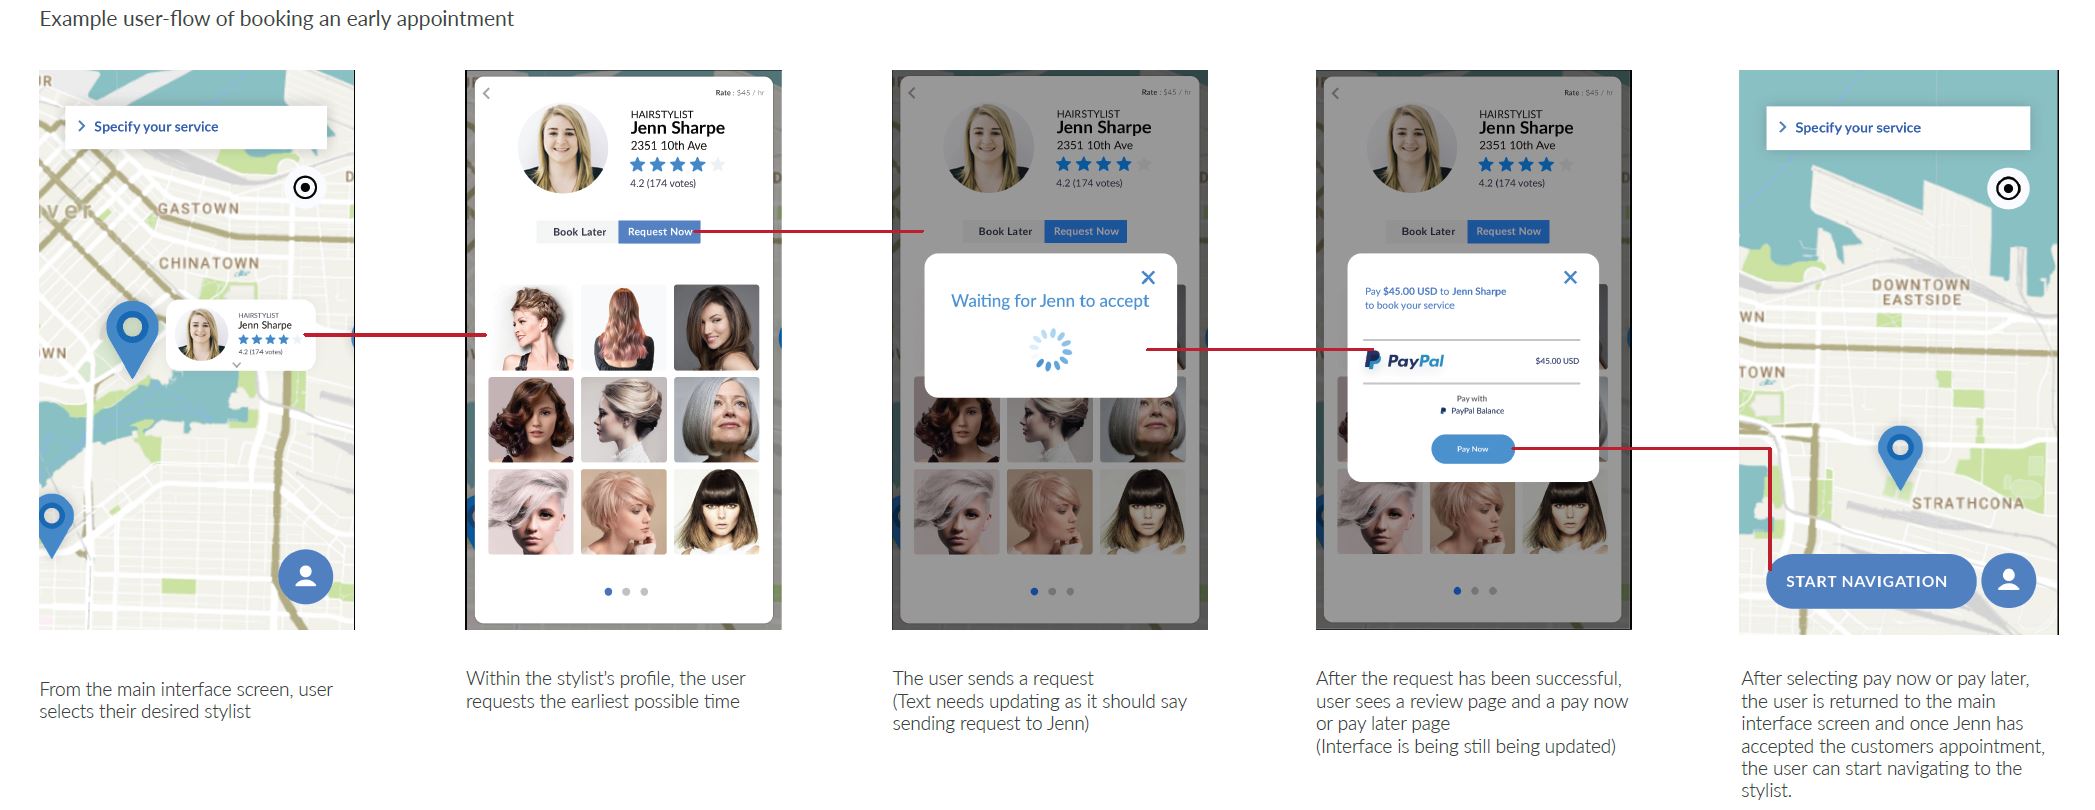 Example user-flow of booking an early appointment
Specify your service
GASTOWN
CHINATOWN
HAIRSTYLIST
Jenn Sharpe
4.2 (174 votes)
OWN
From the main interface screen, user
selects their desired stylist
Rate : $45 / hr
HAIRSTYLIST
Jenn Sharpe
2351 10th Ave
4.2 (174 votes)
Book Later
Request Now
Within the stylist's profile, the user
requests the earliest possible time
Rate : $45 / hr
HAIRSTYLIST
Jenn Sharpe
2351 10th Ave
4.2 (174 votes)
Book Later
Request Now
Waiting for Jenn to accept
The user sends a request
(Text needs updating as it should say
sending request to Jenn)
Rate : $45 / hr
HAIRSTYLIST
Jenn Sharpe
2351 10th Ave
4.2 (174 votes)
Book Later
Request Now
Pay $45.00 USD to Jenn Sharpe
to book your service
PayPal
$45.00 USD
Pay with
PayPal Balance
Pay Now
After the request has been successful,
user sees a review page and a pay now
or pay later page
(Interface is being still being updated)
Specify your service
DOWNTOWN
EASTSIDE
WN
TOWN
STRATHCONA
START NAVIGATION
After selecting pay now or pay later,
the user is returned to the main
interface screen and once Jenn has
accepted the customers appointment,
the user can start navigating to the
stylist.